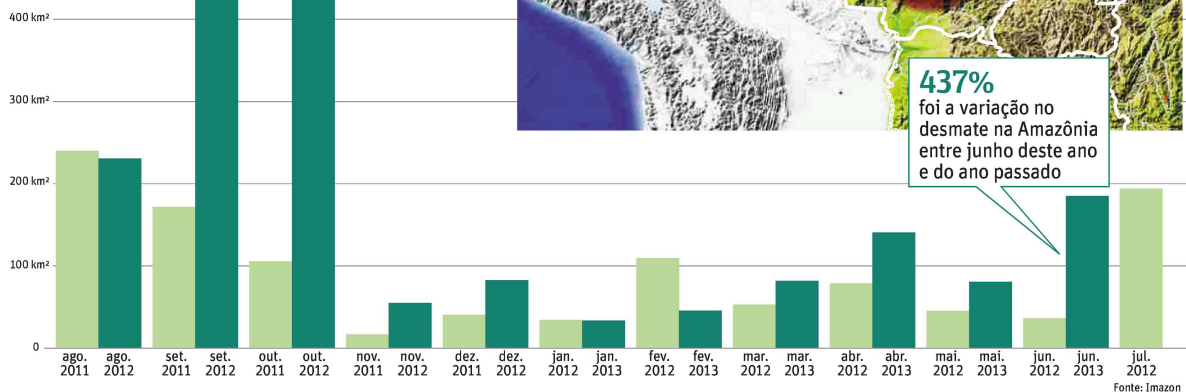 400 km²
300 km²
200 km²
100 km²
0
437%
foi a variação no
desmate na Amazônia
entre junho deste ano
e do ano passado
ago. ago. set. set. out. out. nov. nov. dez. dez. jan. jan. fev. fev. mar. mar. abr. abr. mai. mai. jun. jun. jul.
2011 2012 2011 2012 2011 2012 2011 2012 2011 2012 2012 2013 2012 2013 2012 2013 2012 2013 2012 2013 2012 2013 2012
Fonte: Imazon